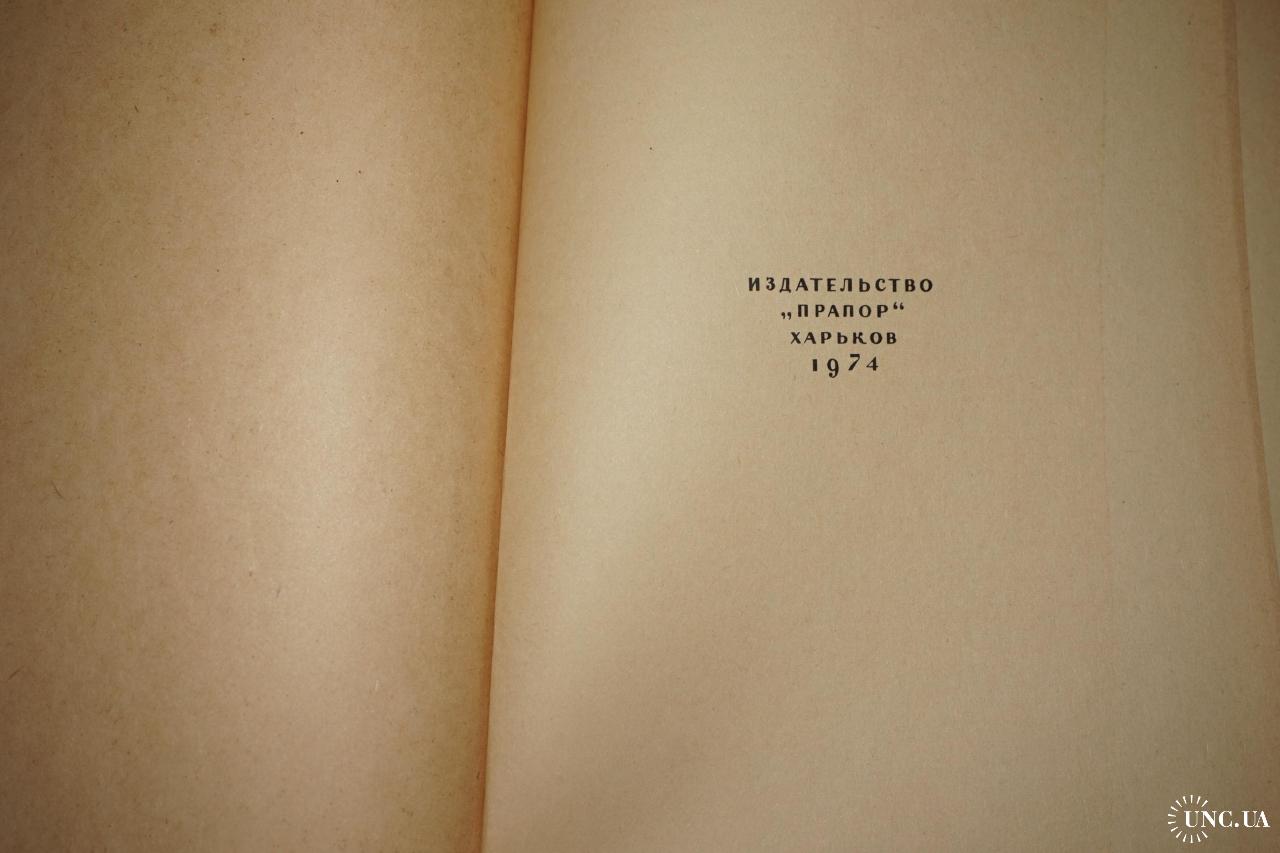 ИЗДАТЕЛЬСТВО
„ПРАПОР“
ХАРЬКОВ
1974
UNC.UA